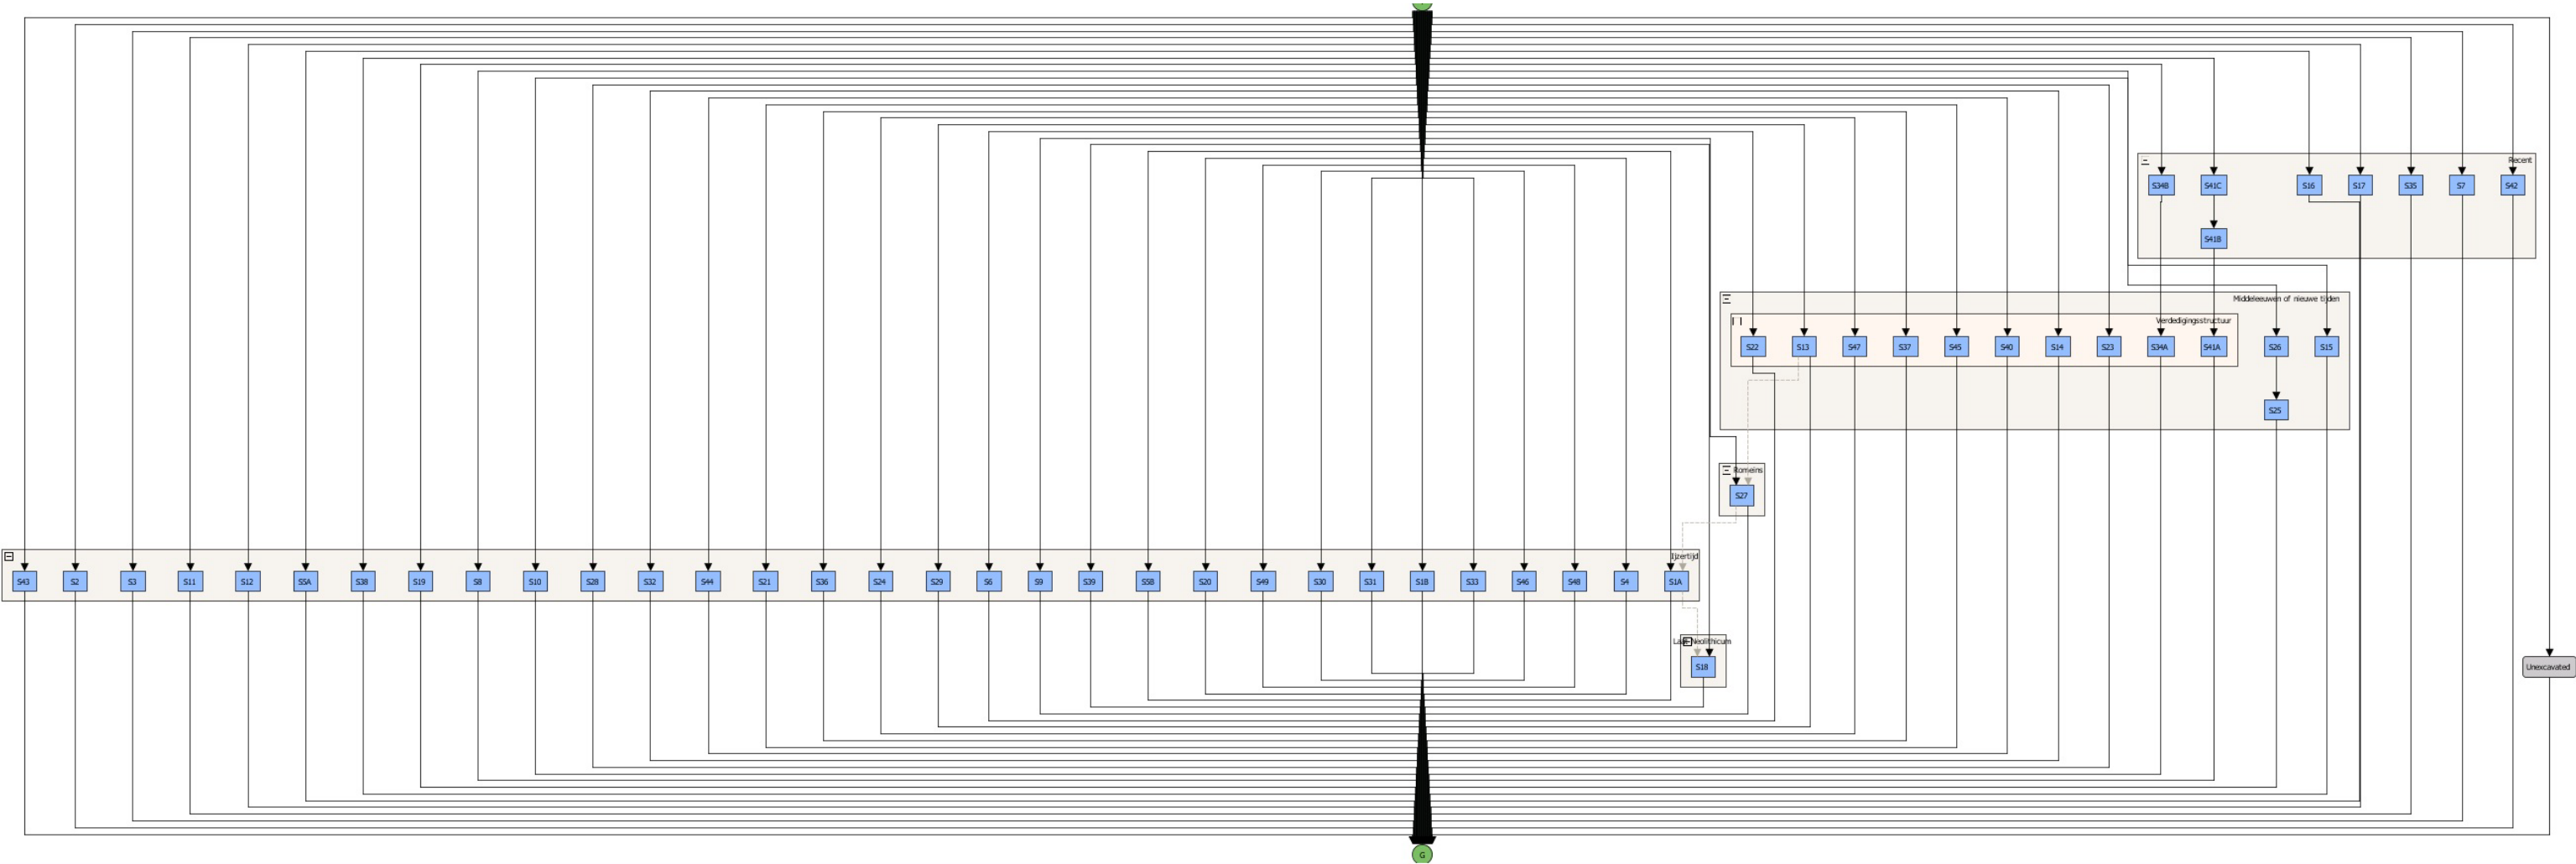 Recent
S34B S41C S16 S17 S35 S7 S42
S41B
Middeleeuwen of nieuwe tijden
Verdedigingsstructuur
S22 S13 S47 S37 S45 S40 S14 S23 S34A S41A S26 S15
S25
Romeins
S27
Ijzertijd
S43 S2 S3 S11 S12 S5A S38 S19 S8 S10 S28 S32 S44 S21 S36 S24 S29 S6 S9 S39 S5B S20 S49 S30 S31 S1B S33 S46 S48 S4 S1A
Laat-Neolithicum
S18
Unexcavated
G